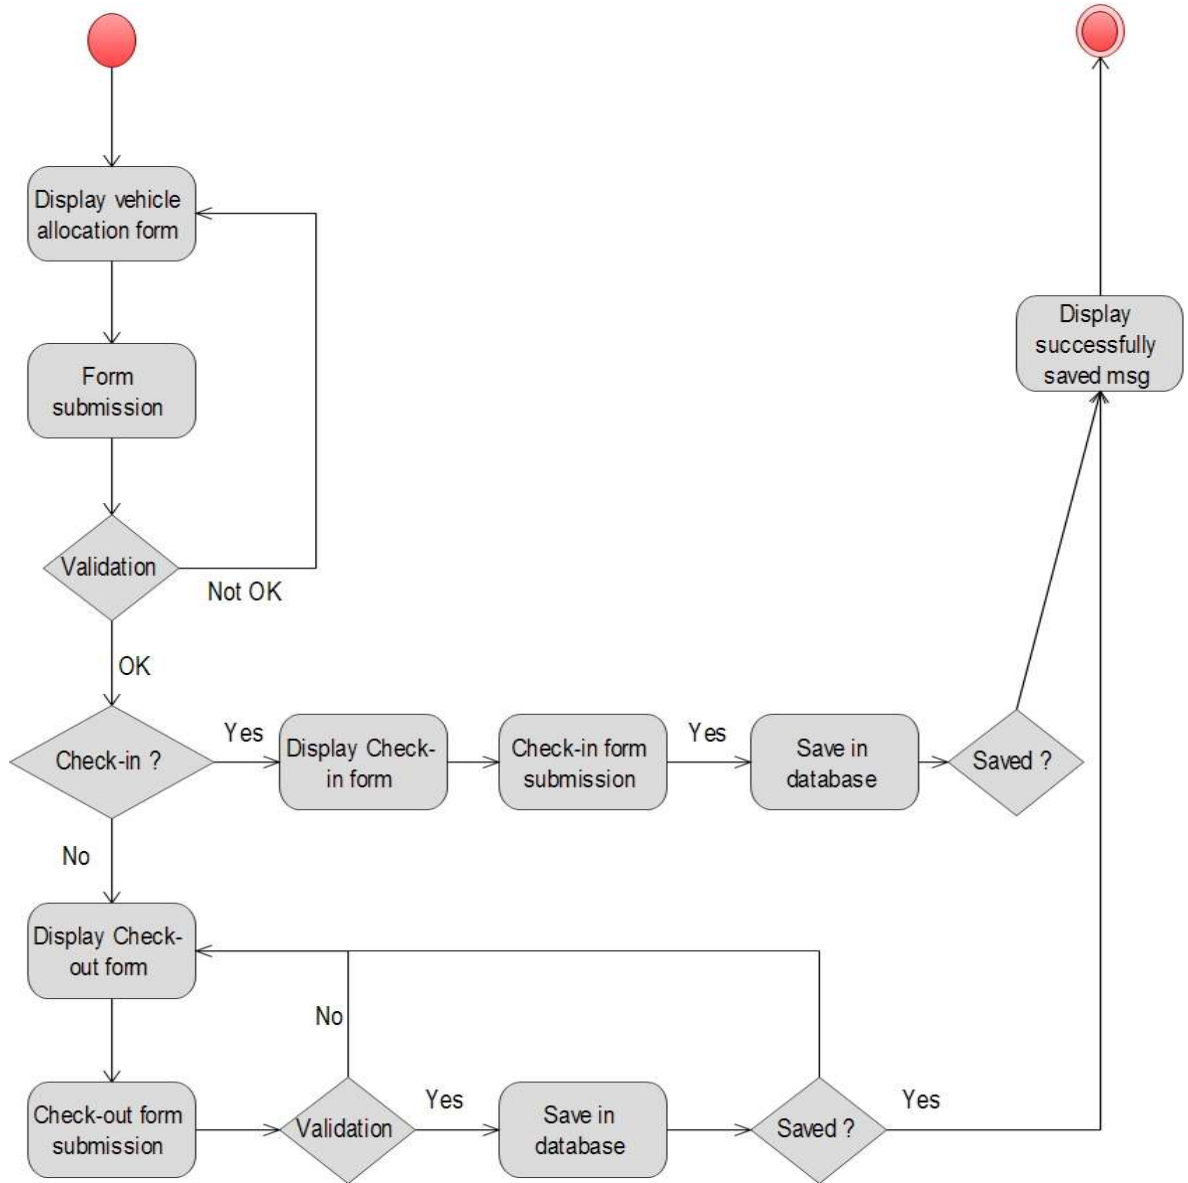 Display vehicle
allocation form
Form
submission
Validation
Not OK
OK
Check-in ?
Yes
Display Check-
in form
Check-in form
submission
Yes
Save in
database
Saved ?
Display
successfully
saved msg
No
Display Check-
out form
Check-out form
submission
No
Validation
Yes
Save in
database
Saved ?
Yes